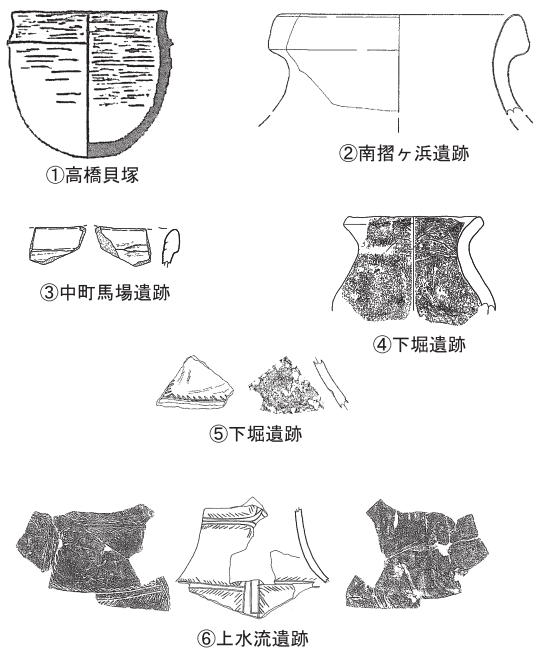 ①高橋貝塚
②南摺ヶ浜遺跡
③中町馬場遺跡
④下堀遺跡
⑤下堀遺跡
⑥上水流遺跡